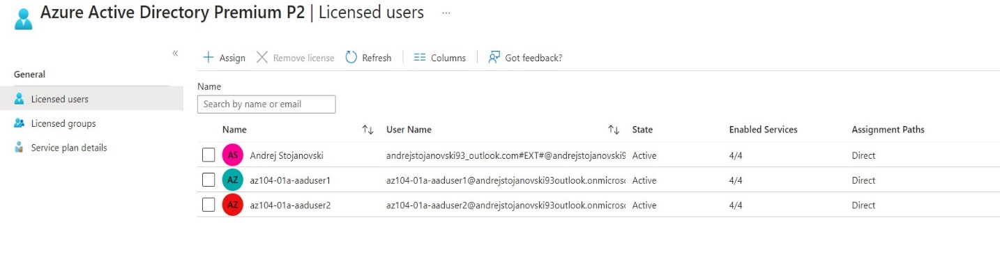 Azure Active Directory Premium P2 | Licensed users ...
«
+ Assign Remove license Refresh Columns Got feedback?
General
Licensed users
Licensed groups
Service plan details
Name
Search by name or email
Name User Name State Enabled Services Assignment Paths
AS Andrej Stojanovski andrejstojanovski93_outlook.com#EXT#@andrejstojanovski9 Active 4/4 Direct
AZ az104-01a-aaduser1 az104-01a-aaduser1@andrejstojanovski93outlook.onmicroso Active 4/4 Direct
AZ az104-01a-aaduser2 az104-01a-aaduser2@andrejstojanovski93outlook.onmicroso Active 4/4 Direct